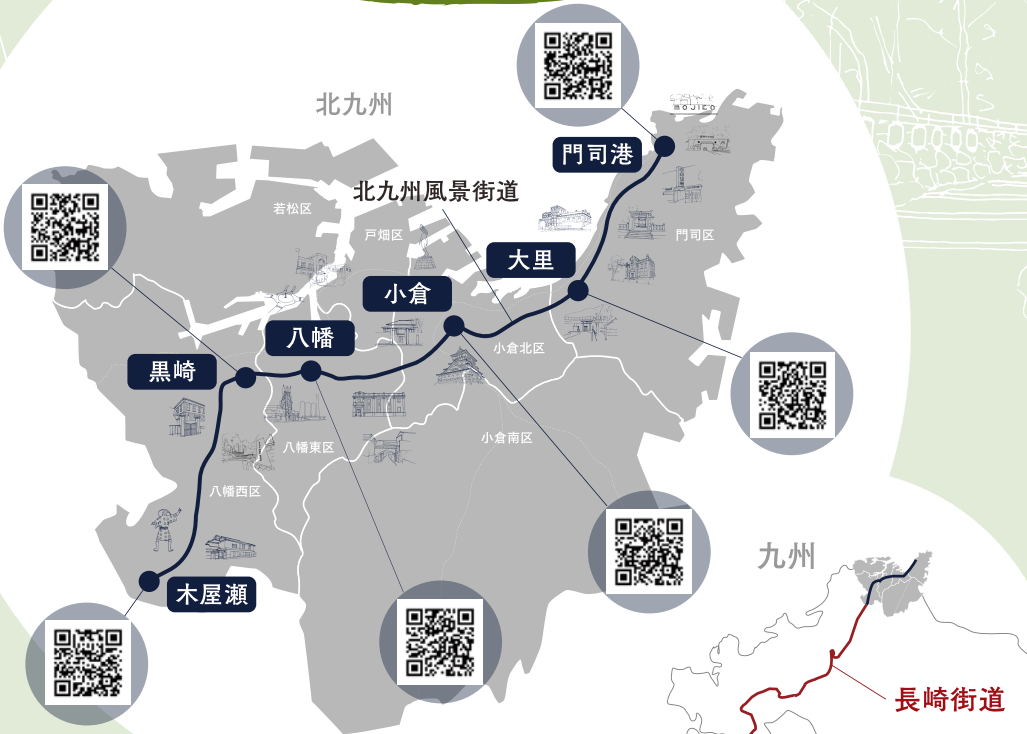 北九州
MOJIKO
門司港
北九州風景街道
若松区
戸畑区
門司区
大里
小倉
八幡
小倉北区
黒崎
小倉南区
八幡東区
八幡西区
木屋瀬
九州
長崎街道